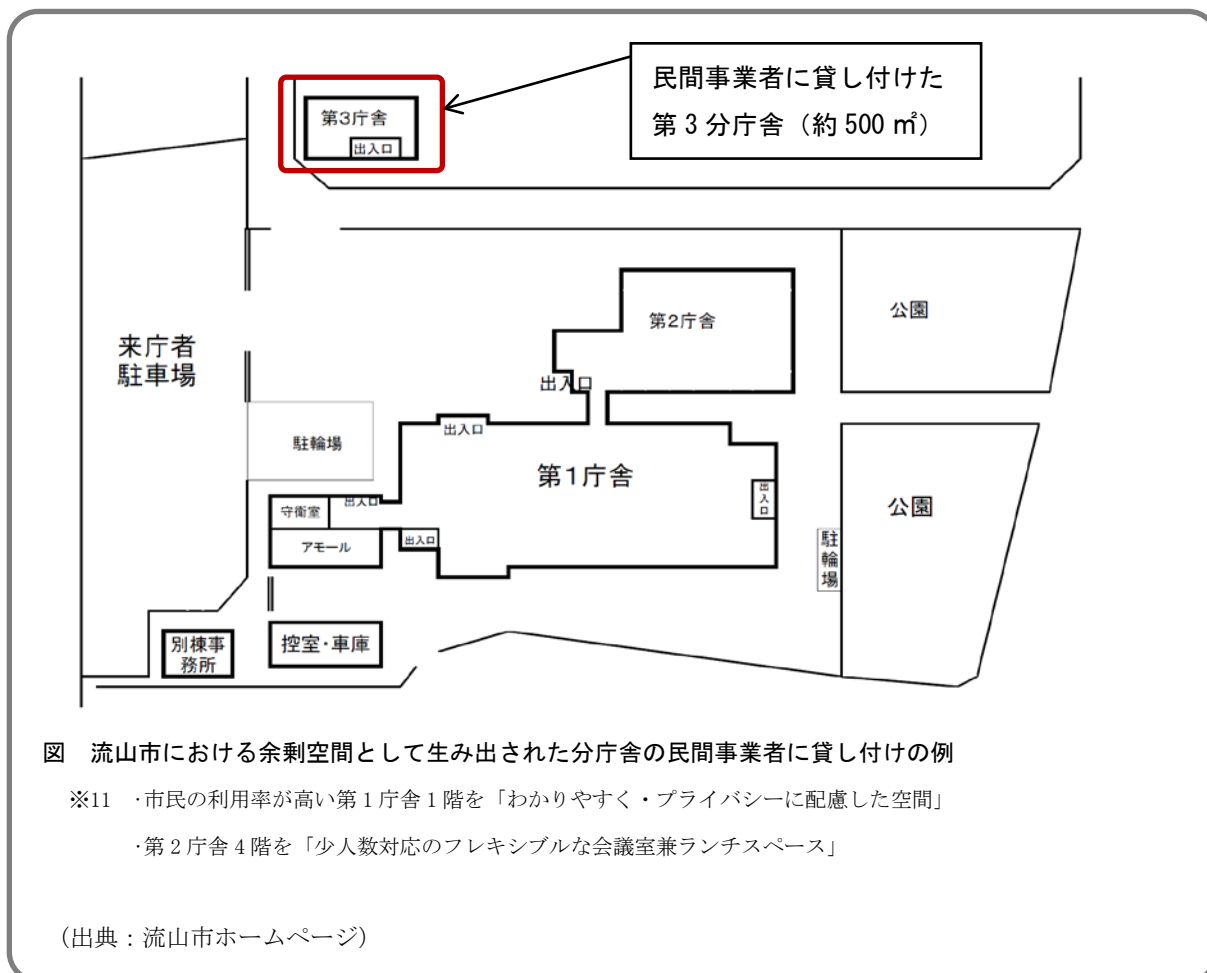 民間事業者に貸し付けた
第3分庁舎（約500㎡）
第3庁舎
出入口
来庁者
駐車場
第2庁舎
公園
出入口
出入口
駐輪場
第1庁舎
出入口
公園
守衛室
出入口
アモール
出入口
駐輪場
別棟事
務所
控室・車庫
図　流山市における余剰空間として生み出された分庁舎の民間事業者に貸し付けの例
※11　・市民の利用率が高い第1庁舎1階を「わかりやすく・プライバシーに配慮した空間」
・第2庁舎4階を「少人数対応のフレキシブルな会議室兼ランチスペース」
（出典：流山市ホームページ）